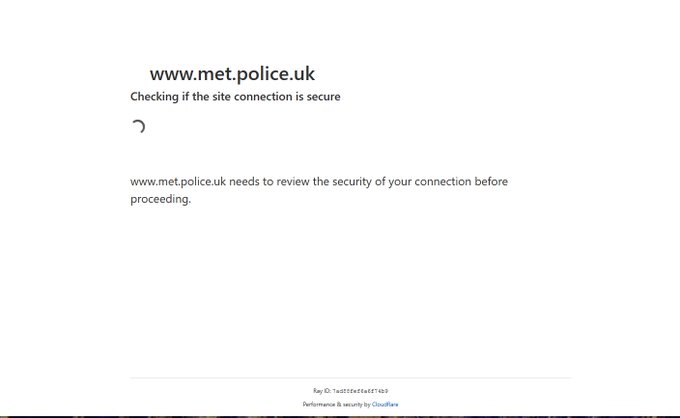 www.met.police.uk
Checking if the site connection is secure
www.met.police.uk needs to review the security of your connection before
proceeding.
Ray ID:
Performance & security by Cloudflare